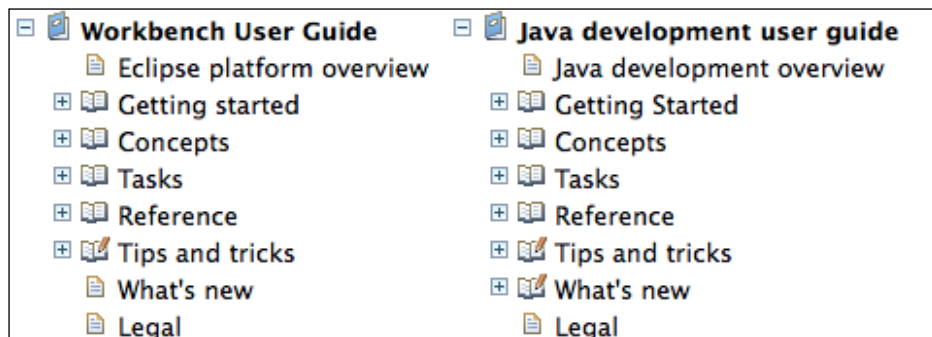 Workbench User Guide
Eclipse platform overview
Getting started
Concepts
Tasks
Reference
Tips and tricks
What's new
Legal
Java development user guide
Java development overview
Getting Started
Concepts
Tasks
Reference
Tips and tricks
What's new
Legal